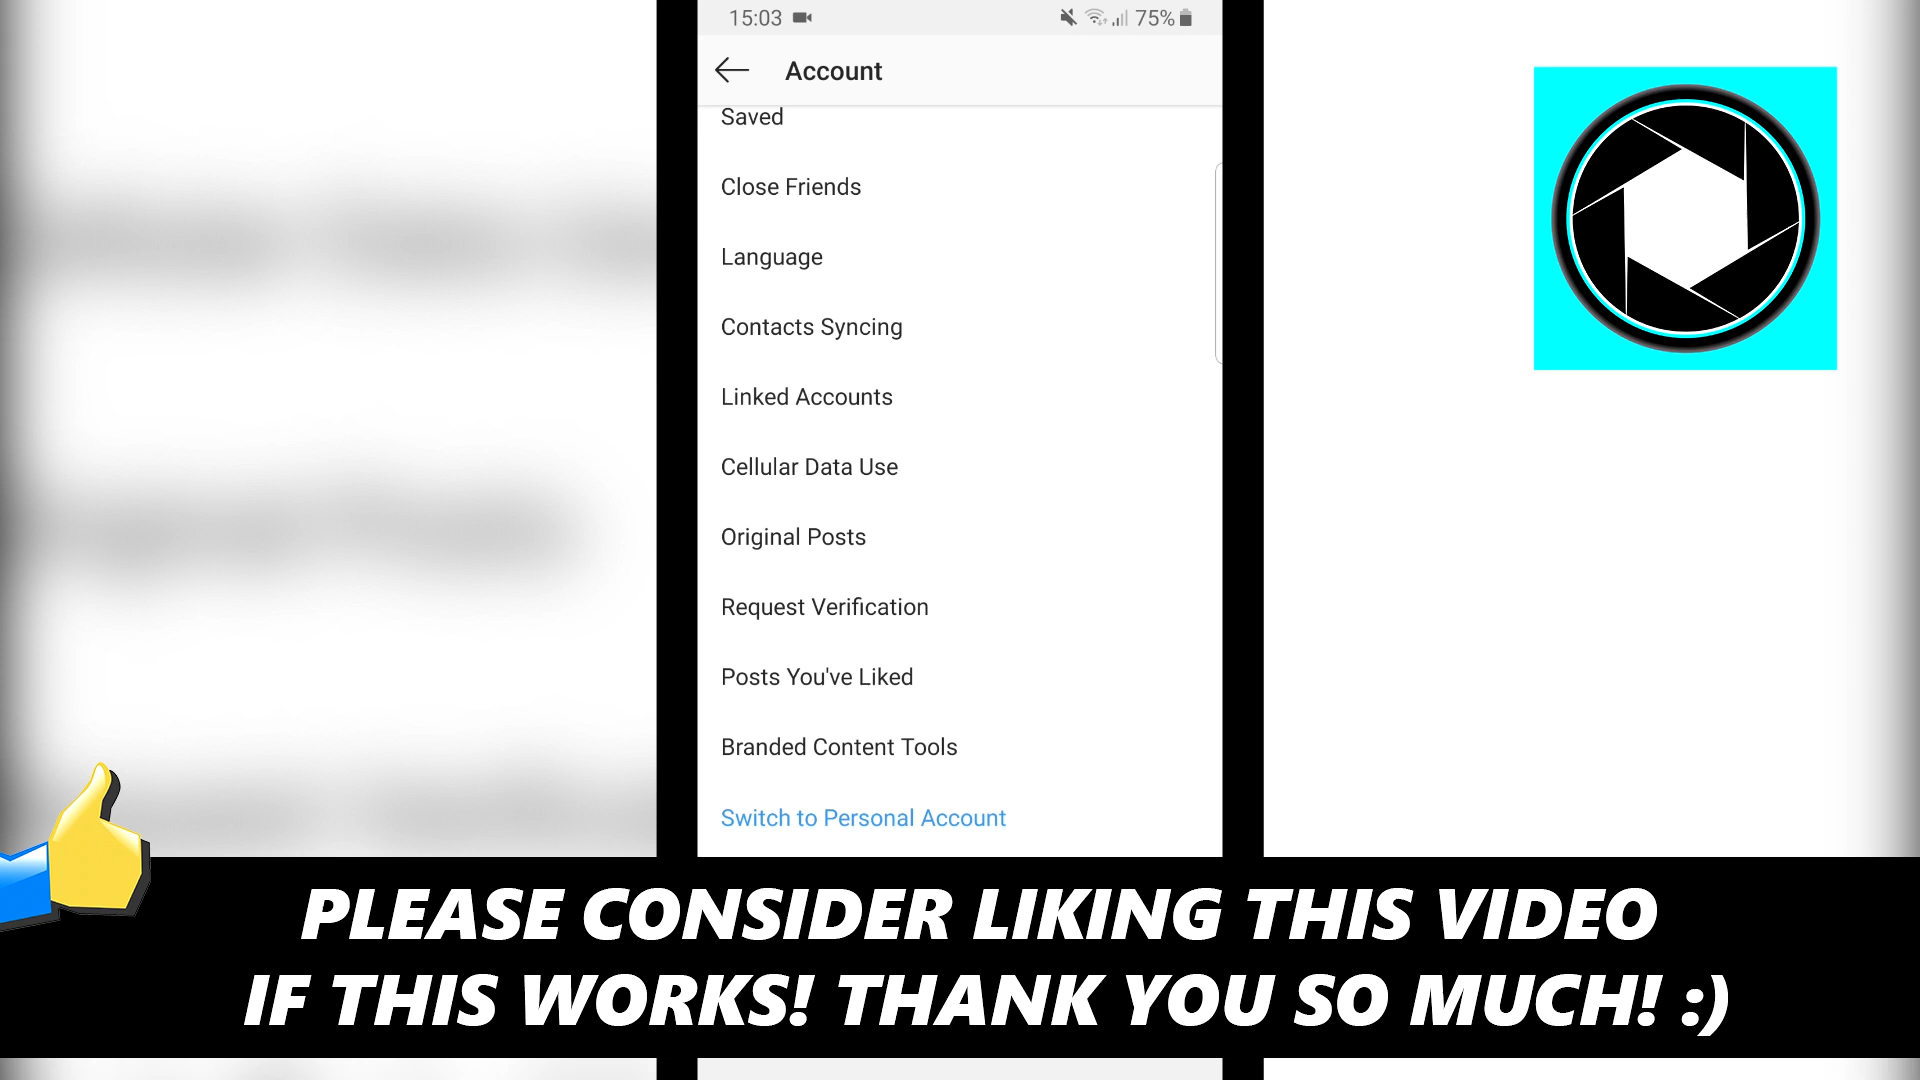 15:03
75%
Account
Saved
Close Friends
Language
Contacts Syncing
Linked Accounts
Cellular Data Use
Original Posts
Request Verification
Posts You've Liked
Branded Content Tools
Switch to Personal Account
PLEASE CONSIDER LIKING THIS VIDEO
IF THIS WORKS! THANK YOU SO MUCH! :)